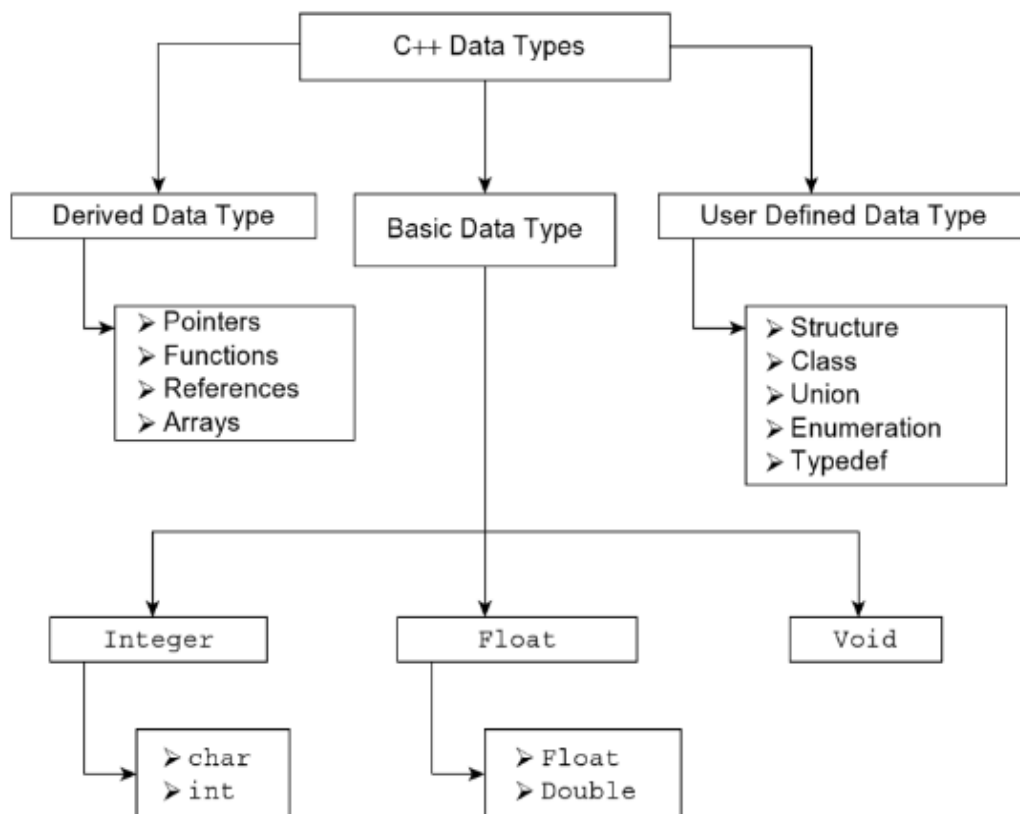 C++ Data Types
Derived Data Type
Basic Data Type
User Defined Data Type
➢ Pointers
➢ Functions
➢ References
➢ Arrays
➢ Structure
➢ Class
➢ Union
➢ Enumeration
➢ Typedef
Integer
Float
Void
➢ char
➢ int
➢ Float
➢ Double